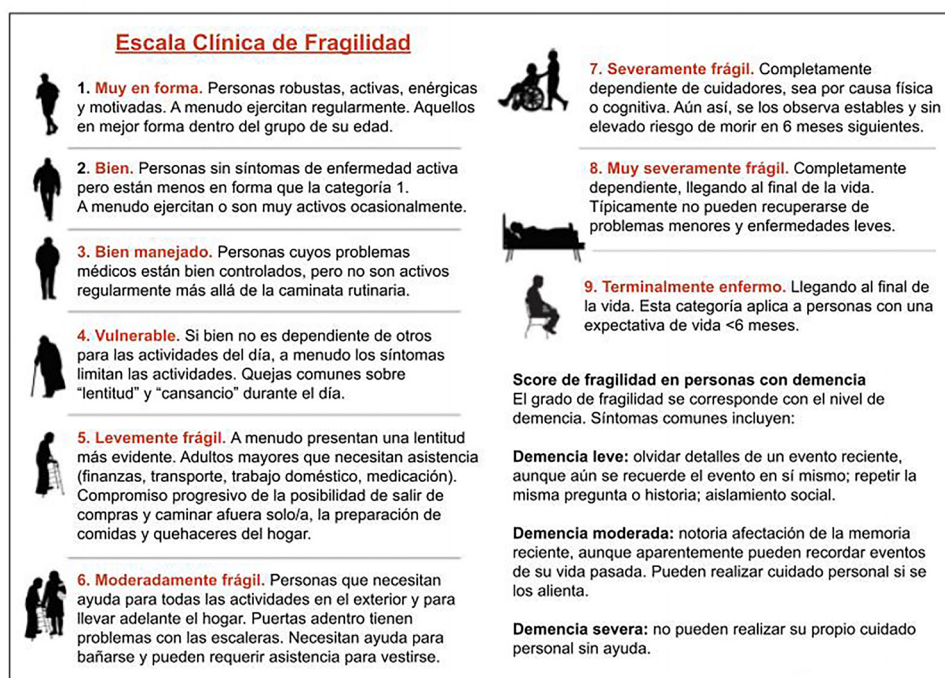 Escala Clínica de Fragilidad
1. Muy en forma. Personas robustas, activas, enérgicas
y motivadas. A menudo ejercitan regularmente. Aquellos
en mejor forma dentro del grupo de su edad.
2. Bien. Personas sin síntomas de enfermedad activa
pero están menos en forma que la categoría 1.
A menudo ejercitan o son muy activos ocasionalmente.
3. Bien manejado. Personas cuyos problemas
médicos están bien controlados, pero no son activos
regularmente más allá de la caminata rutinaria.
4. Vulnerable. Si bien no es dependiente de otros
para las actividades del día, a menudo los síntomas
limitan las actividades. Quejas comunes sobre
“lentitud” y “cansancio” durante el día.
5. Levemente frágil. A menudo presentan una lentitud
más evidente. Adultos mayores que necesitan asistencia
(finanzas, transporte, trabajo doméstico, medicación).
Compromiso progresivo de la posibilidad de salir de
compras y caminar afuera solo/a, la preparación de
comidas y quehaceres del hogar.
6. Moderadamente frágil. Personas que necesitan
ayuda para todas las actividades en el exterior y para
llevar adelante el hogar. Puertas adentro tienen
problemas con las escaleras. Necesitan ayuda para
bañarse y pueden requerir asistencia para vestirse.
7. Severamente frágil. Completamente
dependiente de cuidadores, sea por causa física
o cognitiva. Aún así, se los observa estables y sin
elevado riesgo de morir en 6 meses siguientes.
8. Muy severamente frágil. Completamente
dependiente, llegando al final de la vida.
Típicamente no pueden recuperarse de
problemas menores y enfermedades leves.
9. Terminalmente enfermo. Llegando al final de
la vida. Esta categoría aplica a personas con una
expectativa de vida <6 meses.
Score de fragilidad en personas con demencia
El grado de fragilidad se corresponde con el nivel de
demencia. Síntomas comunes incluyen:
Demencia leve: olvidar detalles de un evento reciente,
aunque aún se recuerde el evento en sí mismo; repetir la
misma pregunta o historia; aislamiento social.
Demencia moderada: notoria afectación de la memoria
reciente, aunque aparentemente pueden recordar eventos
de su vida pasada. Pueden realizar cuidado personal si se
los alienta.
Demencia severa: no pueden realizar su propio cuidado
personal sin ayuda.